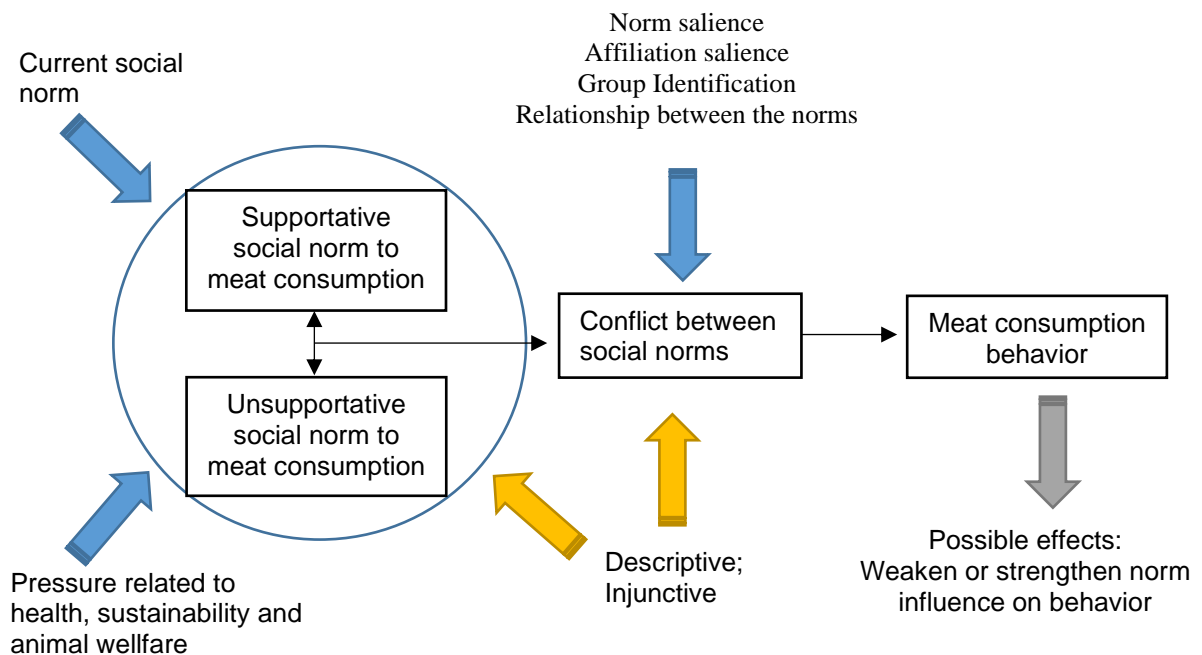 Norm salience
Affiliation salience
Group Identification
Relationship between the norms
Current social
norm
Supportative
social norm to
meat consumption
Conflict between
social norms
Meat consumption
behavior
Unsupportative
social norm to
meat consumption
Pressure related to
health, sustainability and
animal wellfare
Descriptive;
Injunctive
Possible effects:
Weaken or strengthen norm
influence on behavior